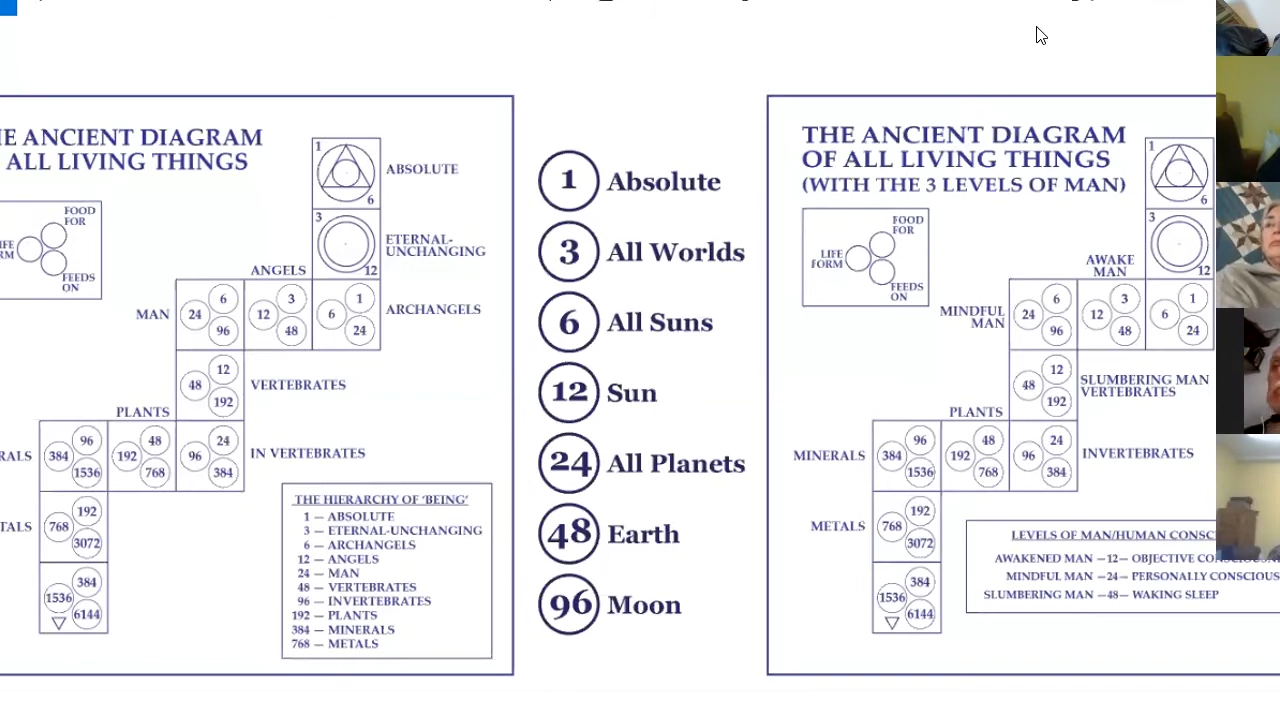 E ANCIENT DIAGRAM
ALL LIVING THINGS
FOOD
FOR
IFE
RM
FEEDS
ON
1
6
ABSOLUTE
3
12
ETERNAL-
UNCHANGING
ANGELS
MAN
24
6
96
12
3
48
6
1
24
ARCHANGELS
48
12
192
VERTEBRATES
PLANTS
RALS
384
96
1536
192
48
768
96
24
384
IN VERTEBRATES
TALS
768
192
3072
1536
384
6144
THE HIERARCHY OF 'BEING'
1 — ABSOLUTE
3 — ETERNAL-UNCHANGING
6 — ARCHANGELS
12 — ANGELS
24 — MAN
48 — VERTEBRATES
96 — INVERTEBRATES
192 — PLANTS
384 — MINERALS
768 — METALS
1 Absolute
3 All Worlds
6 All Suns
12 Sun
24 All Planets
48 Earth
96 Moon
THE ANCIENT DIAGRAM
OF ALL LIVING THINGS
(WITH THE 3 LEVELS OF MAN)
FOOD
FOR
LIFE
FORM
FEEDS
ON
1
6
3
12
AWAKE
MAN
MINDFUL
MAN
24
6
96
12
3
48
6
1
24
48
12
192
SLUMBERING MAN
VERTEBRATES
PLANTS
MINERALS
384
96
1536
192
48
768
96
24
384
INVERTEBRATES
METALS
768
192
3072
1536
384
6144
LEVELS OF MAN/HUMAN CONSC
AWAKENED MAN —12— OBJECTIVE
MINDFUL MAN —24— PERSONALLY CONSCIOUS
SLUMBERING MAN —48— WAKING SLEEP